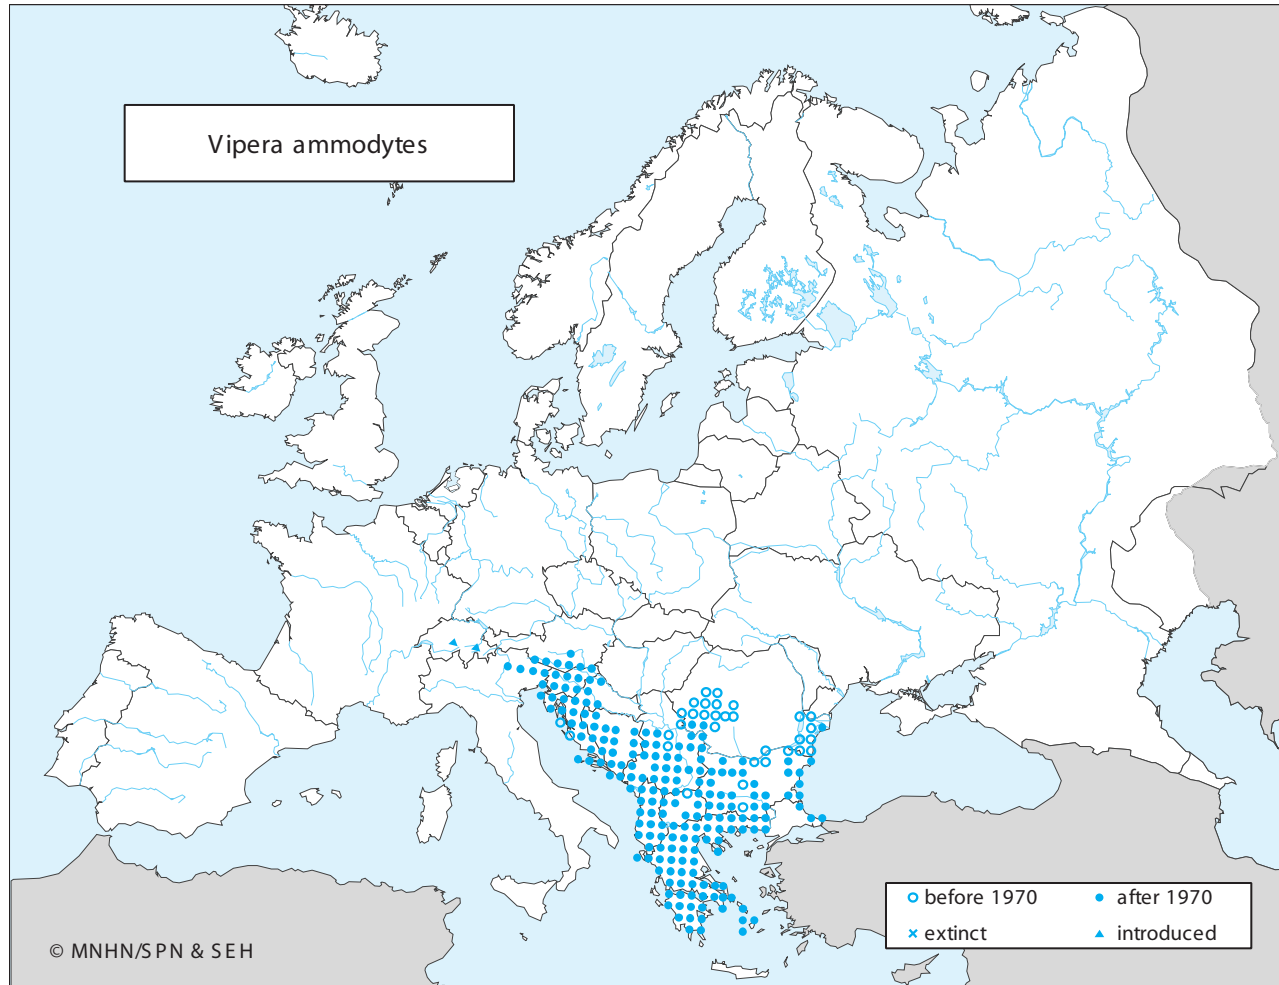 Vipera ammodytes
before 1970
after 1970
extinct
introduced
© MNHN/SPN & SEH